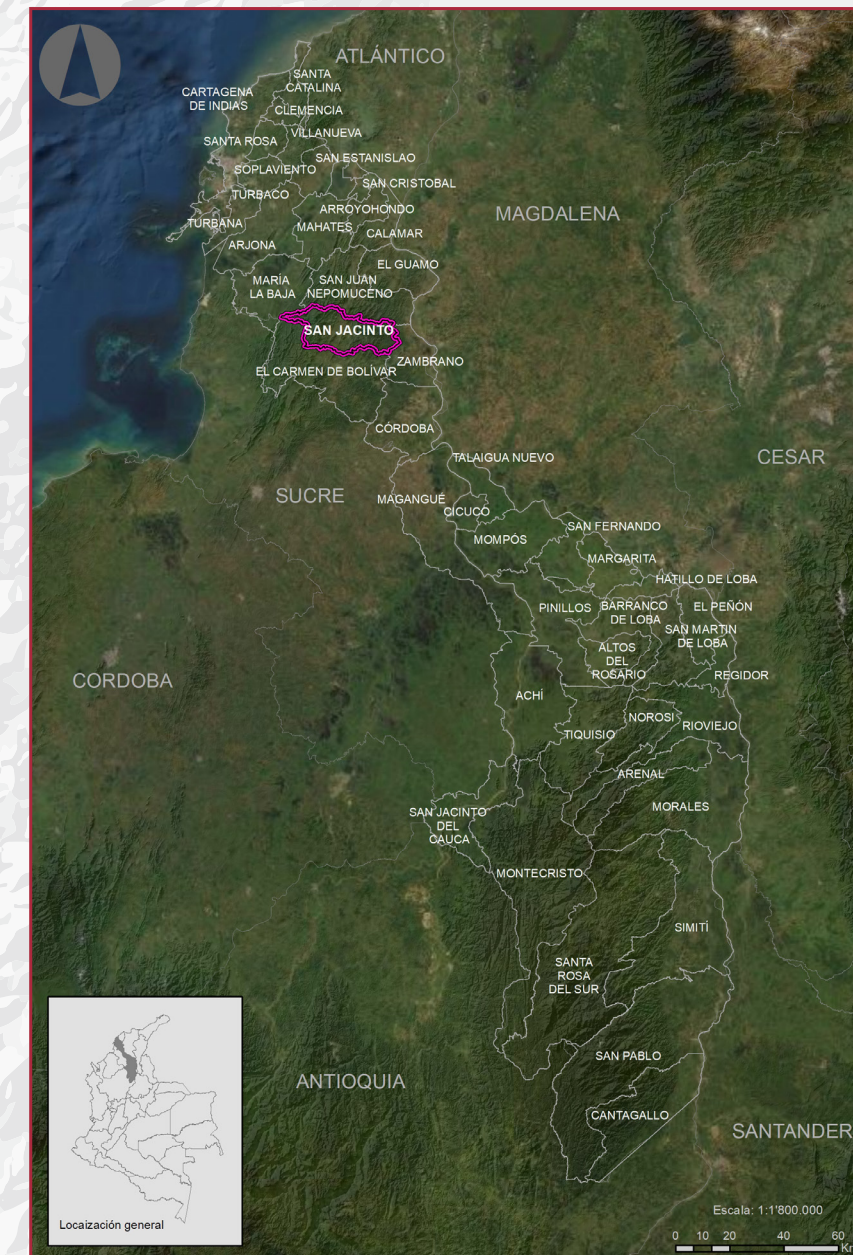 ATLÁNTICO
SANTA
CATALINA
CARTAGENA
DE INDIAS
CLEMENCIA
VILLANUEVA
SANTA ROSA
SAN ESTANISLAO
SOPLAVIENTO
SAN CRISTOBAL
TURBACO
ARROYOHONDO
MAGDALENA
TURBANA
MAHATES
CALAMAR
ARJONA
EL GUAMO
MARÍA
LA BAJA
SAN JUAN
NEPOMUCENO
SAN JACINTO
ZAMBRANO
EL CARMEN DE BOLÍVAR
CÓRDOBA
TALAIGUA NUEVO
CESAR
SUCRE
MAGANGUÉ
CICUCO
SAN FERNANDO
MOMPÓS
MARGARITA
HATILLO DE LOBA
PINILLOS
BARRANCO
DE LOBA
EL PEÑÓN
SAN MARTIN
DE LOBA
ALTOS
DEL
ROSARIO
REGIDOR
CORDOBA
ACHÍ
NOROSI
RIOVIEJO
TIQUISIO
ARENAL
MORALES
SAN JACINTO
DEL
CAUCA
MONTECRISTO
SIMITÍ
SANTA
ROSA
DEL SUR
SAN PABLO
ANTIOQUIA
CANTAGALLO
SANTANDER
Locaización general
Escala: 1:1'800.000
0 10 20 40 60